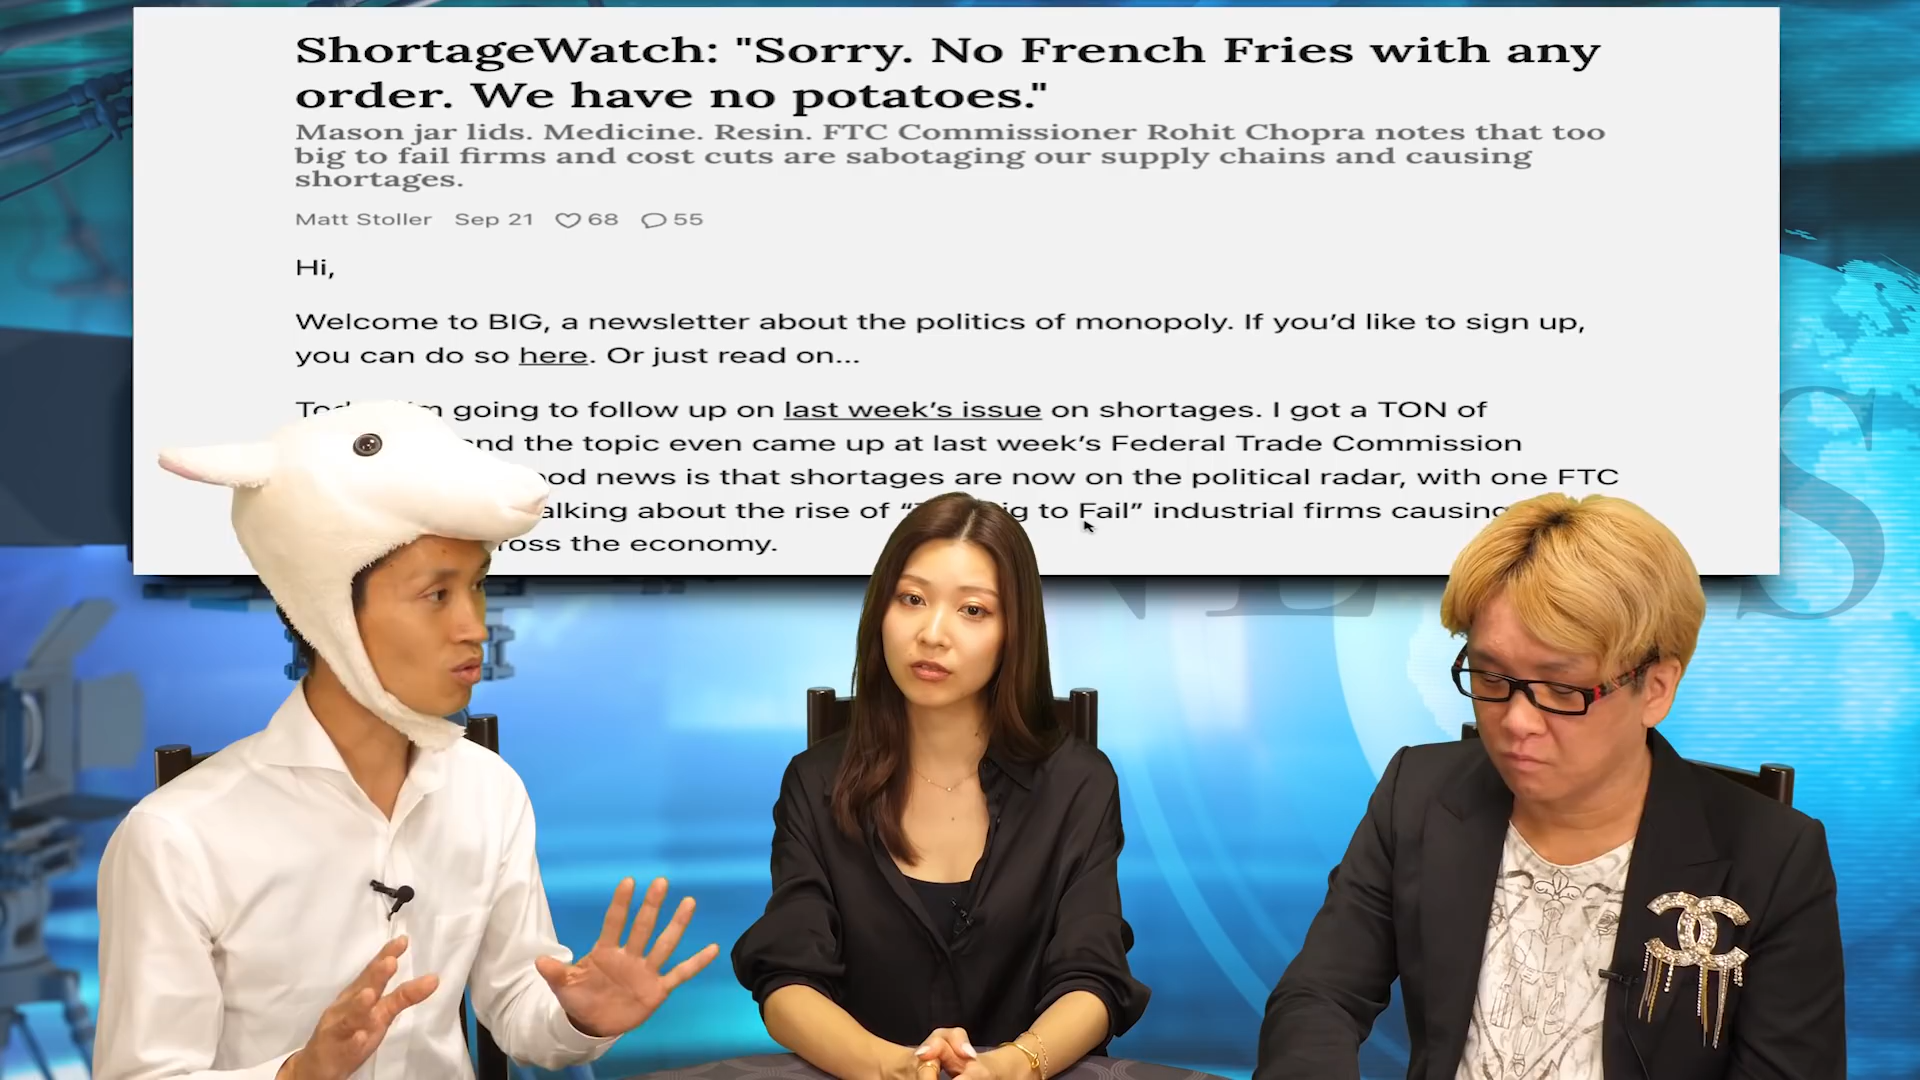 ShortageWatch: "Sorry. No French Fries with any
order. We have no potatoes."
Mason jar lids. Medicine. Resin. FTC Commissioner Rohit Chopra notes that too
big to fail firms and cost cuts are sabotaging our supply chains and causing
shortages.
Matt Stoller Sep 21 68 55
Hi,
Welcome to BIG, a newsletter about the politics of monopoly. If you’d like to sign up,
you can do so here. Or just read on...
going to follow up on last week’s issue on shortages. I got a TON of
and the topic even came up at last week’s Federal Trade Commission
news is that shortages are now on the political radar, with one FTC
about the rise of to Fail” industrial firms causing
the economy.